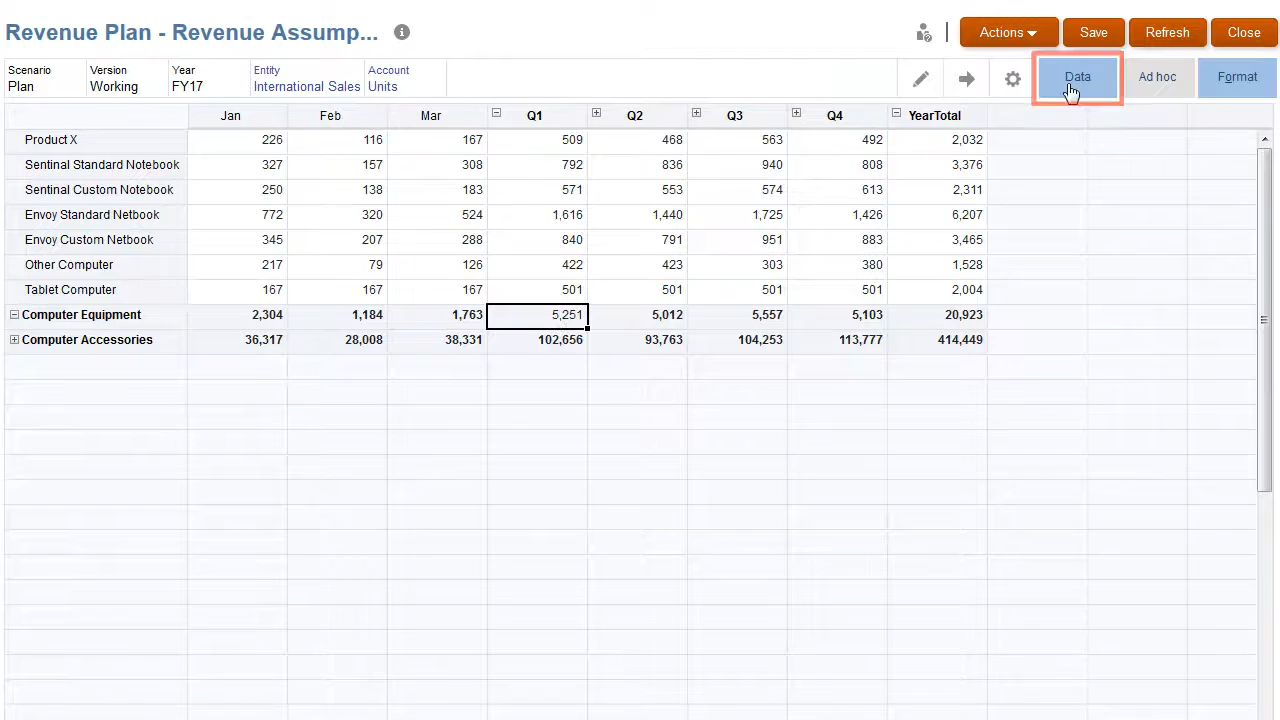 Revenue Plan - Revenue Assump...
Actions Save Refresh Close
Scenario Version Year Entity Account
Plan Working FY17 International Sales Units
Data Ad hoc Format
Jan Feb Mar Q1 Q2 Q3 Q4 YearTotal
Product X 226 116 167 509 468 563 492 2,032
Sentinal Standard Notebook 327 157 308 792 836 940 808 3,376
Sentinal Custom Notebook 250 138 183 571 553 574 613 2,311
Envoy Standard Netbook 772 320 524 1,616 1,440 1,725 1,426 6,207
Envoy Custom Netbook 345 207 288 840 791 951 883 3,465
Other Computer 217 79 126 422 423 303 380 1,528
Tablet Computer 167 167 167 501 501 501 501 2,004
Computer Equipment 2,304 1,184 1,763 5,251 5,012 5,557 5,103 20,923
Computer Accessories 36,317 28,008 38,331 102,656 93,763 104,253 113,777 414,449